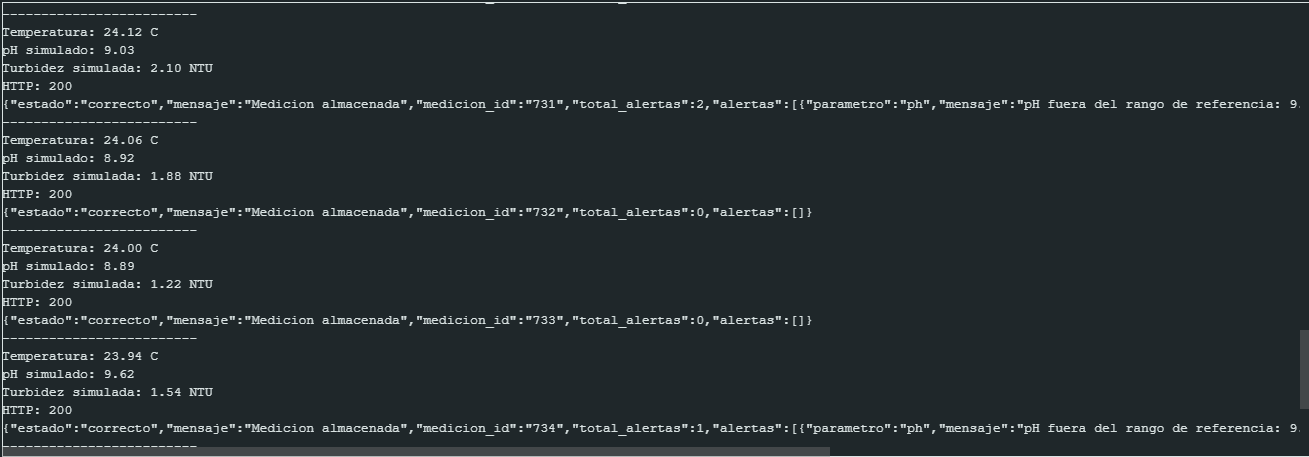 -------------------------
Temperatura: 24.12 C
pH simulado: 9.03
Turbidez simulada: 2.10 NTU
HTTP: 200
{"estado":"correcto","mensaje":"Medicion almacenada","medicion_id":"731","total_alertas":2,"alertas":[{"parametro":"ph","mensaje":"pH fuera del rango de referencia: 9.
-------------------------
Temperatura: 24.06 C
pH simulado: 8.92
Turbidez simulada: 1.88 NTU
HTTP: 200
{"estado":"correcto","mensaje":"Medicion almacenada","medicion_id":"732","total_alertas":0,"alertas":[]}
-------------------------
Temperatura: 24.00 C
pH simulado: 8.89
Turbidez simulada: 1.22 NTU
HTTP: 200
{"estado":"correcto","mensaje":"Medicion almacenada","medicion_id":"733","total_alertas":0,"alertas":[]}
-------------------------
Temperatura: 23.94 C
pH simulado: 9.62
Turbidez simulada: 1.54 NTU
HTTP: 200
{"estado":"correcto","mensaje":"Medicion almacenada","medicion_id":"734","total_alertas":1,"alertas":[{"parametro":"ph","mensaje":"pH fuera del rango de referencia: 9.
-------------------------